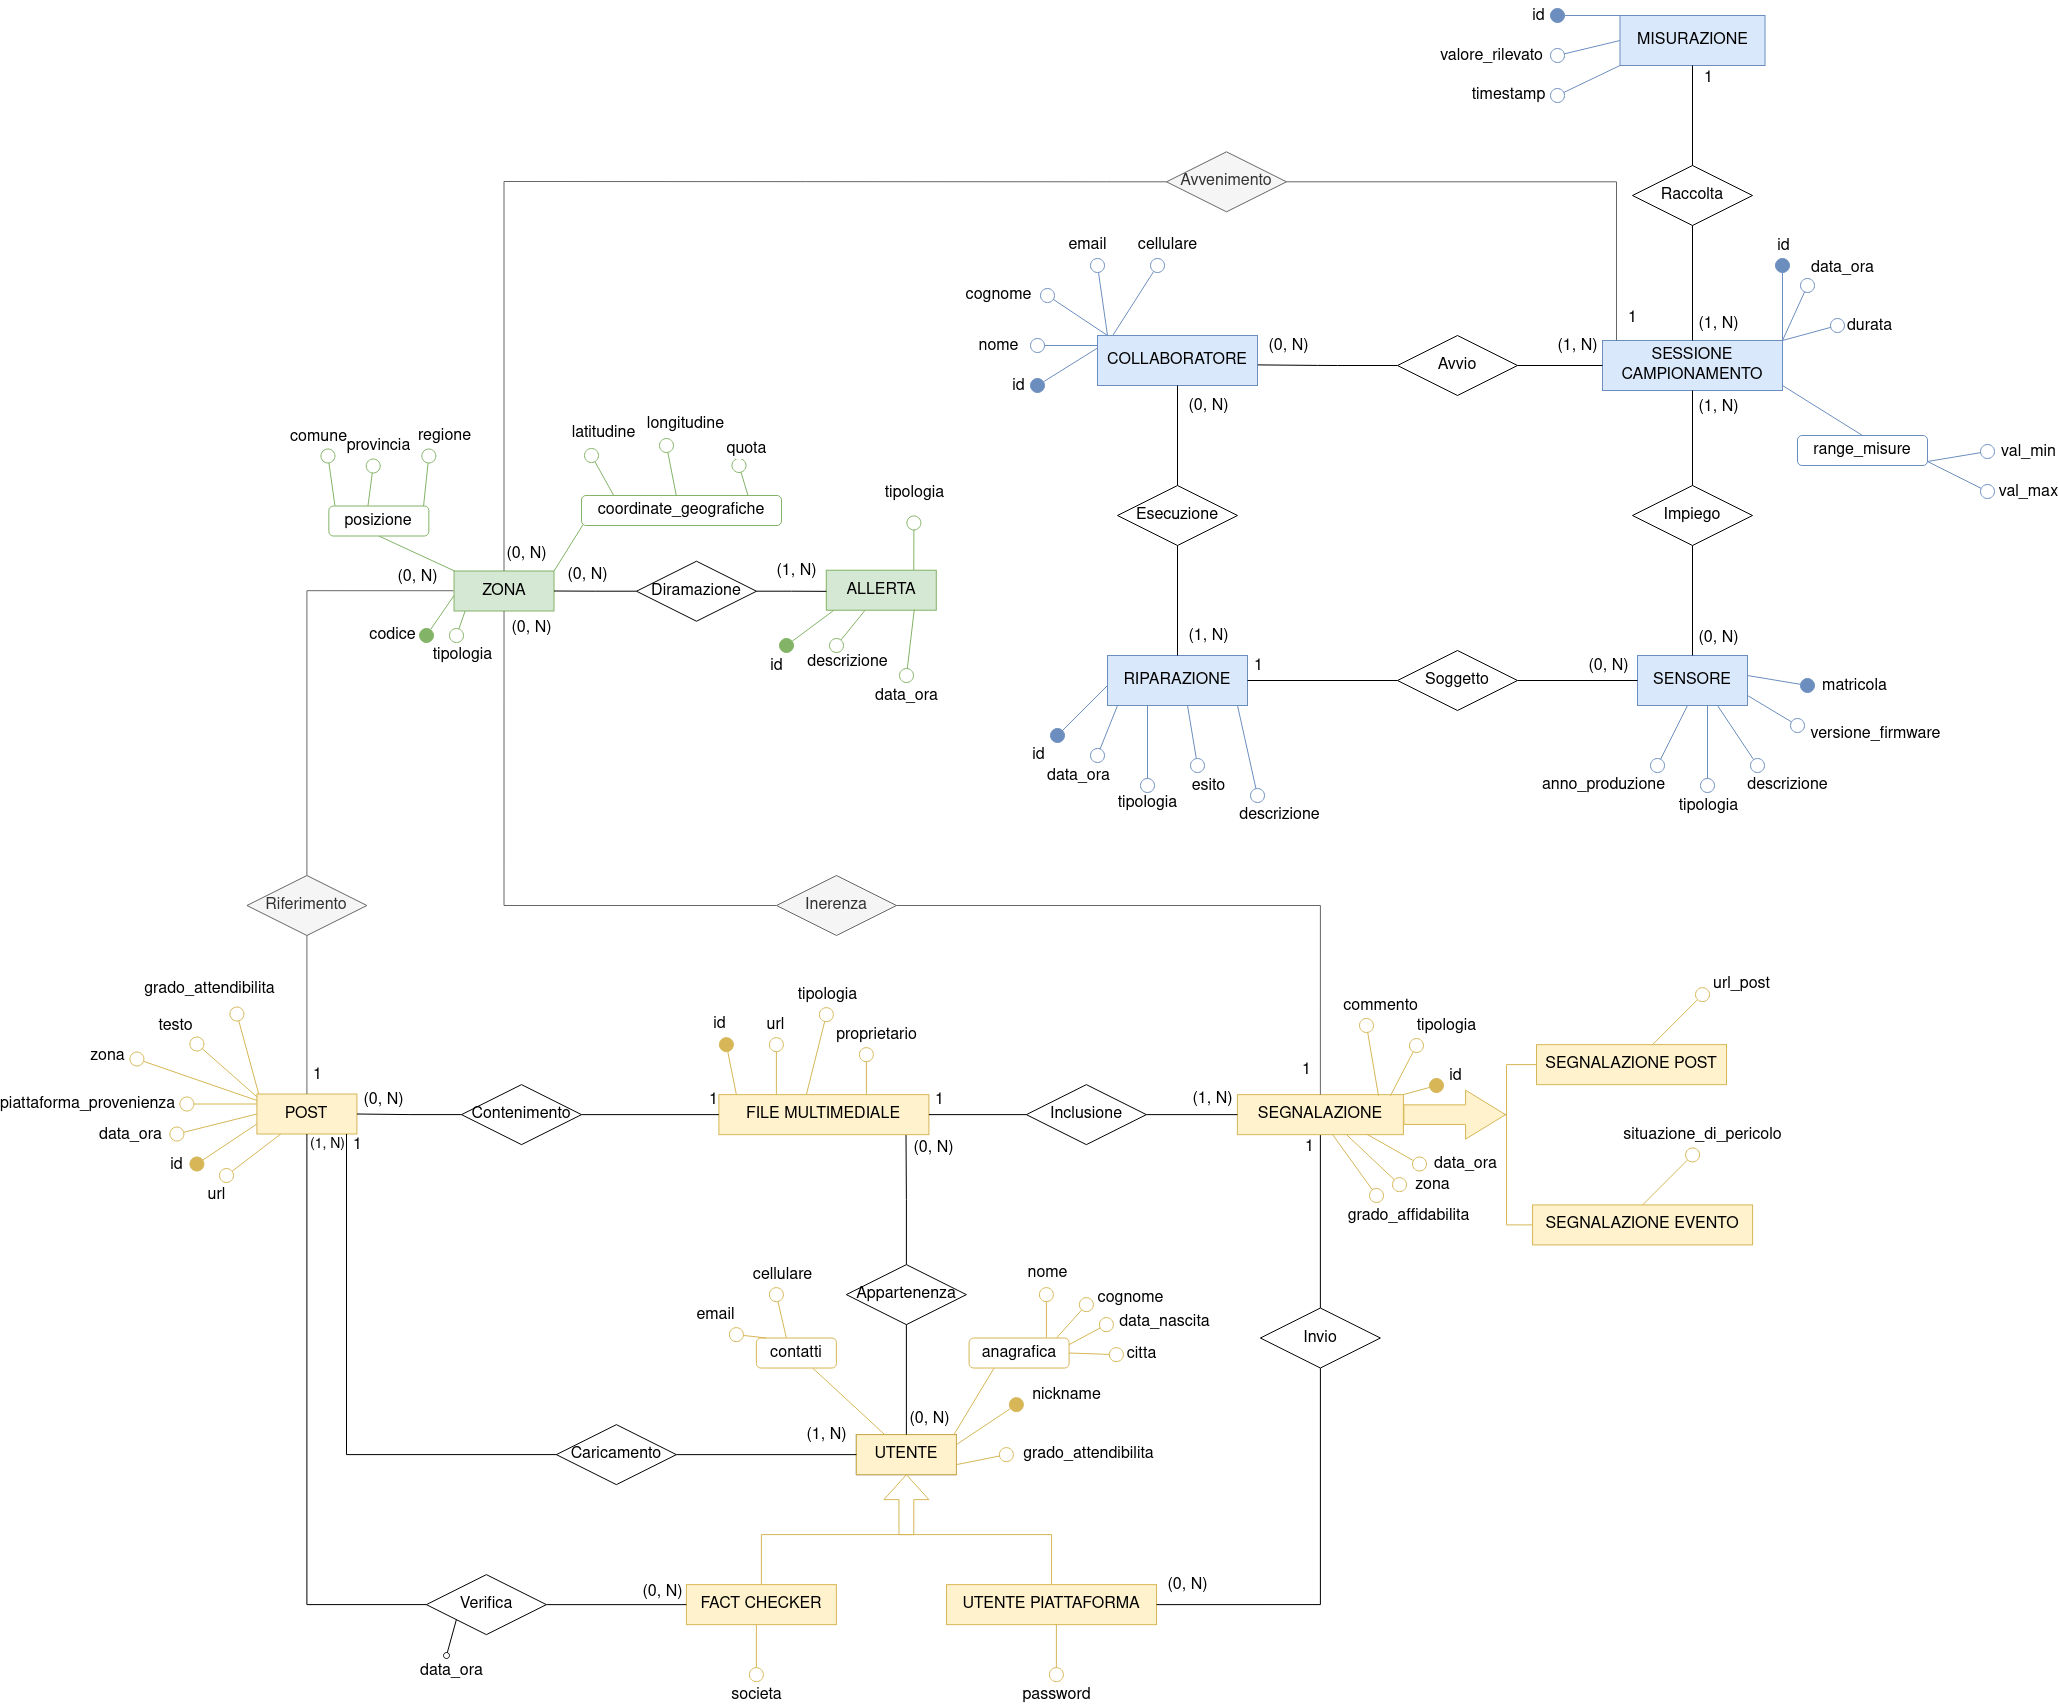 id
MISURAZIONE
valore_rilevato
timestamp
1
Avvenimento
Raccolta
email
cellulare
id
data_ora
cognome
1
(1, N)
durata
nome
COLLABORATORE
(0, N)
Avvio
(1, N)
SESSIONE
CAMPIONAMENTO
id
(0, N)
(1, N)
range_misure
val_min
val_max
comune
provincia
regione
latitudine
longitudine
quota
posizione
coordinate_geografiche
tipologia
Esecuzione
Impiego
(0, N)
(0, N)
ZONA
(0, N)
Diramazione
(1, N)
ALLERTA
codice
tipologia
(0, N)
id
descrizione
data_ora
(1, N)
(0, N)
RIPARAZIONE
1
Soggetto
(0, N)
SENSORE
matricola
versione_firmware
id
data_ora
tipologia
esito
descrizione
anno_produzione
tipologia
descrizione
Riferimento
Inerenza
grado_attendibilita
testo
zona
piattaforma_provenienza
data_ora
id
url
1
POST
(0, N)
(1, N)
1
Contenimento
id
url
tipologia
proprietario
1
FILE MULTIMEDIALE
1
(0, N)
Inclusione
(1, N)
1
commento
tipologia
id
SEGNALAZIONE
1
data_ora
zona
grado_affidabilita
url_post
SEGNALAZIONE POST
situazione_di_pericolo
SEGNALAZIONE EVENTO
cellulare
email
contatti
Appartenenza
nome
cognome
data_nascita
citta
anagrafica
Invio
nickname
(0, N)
(1, N)
Caricamento
UTENTE
grado_attendibilita
Verifica
(0, N)
FACT CHECKER
UTENTE PIATTAFORMA
(0, N)
data_ora
societa
password